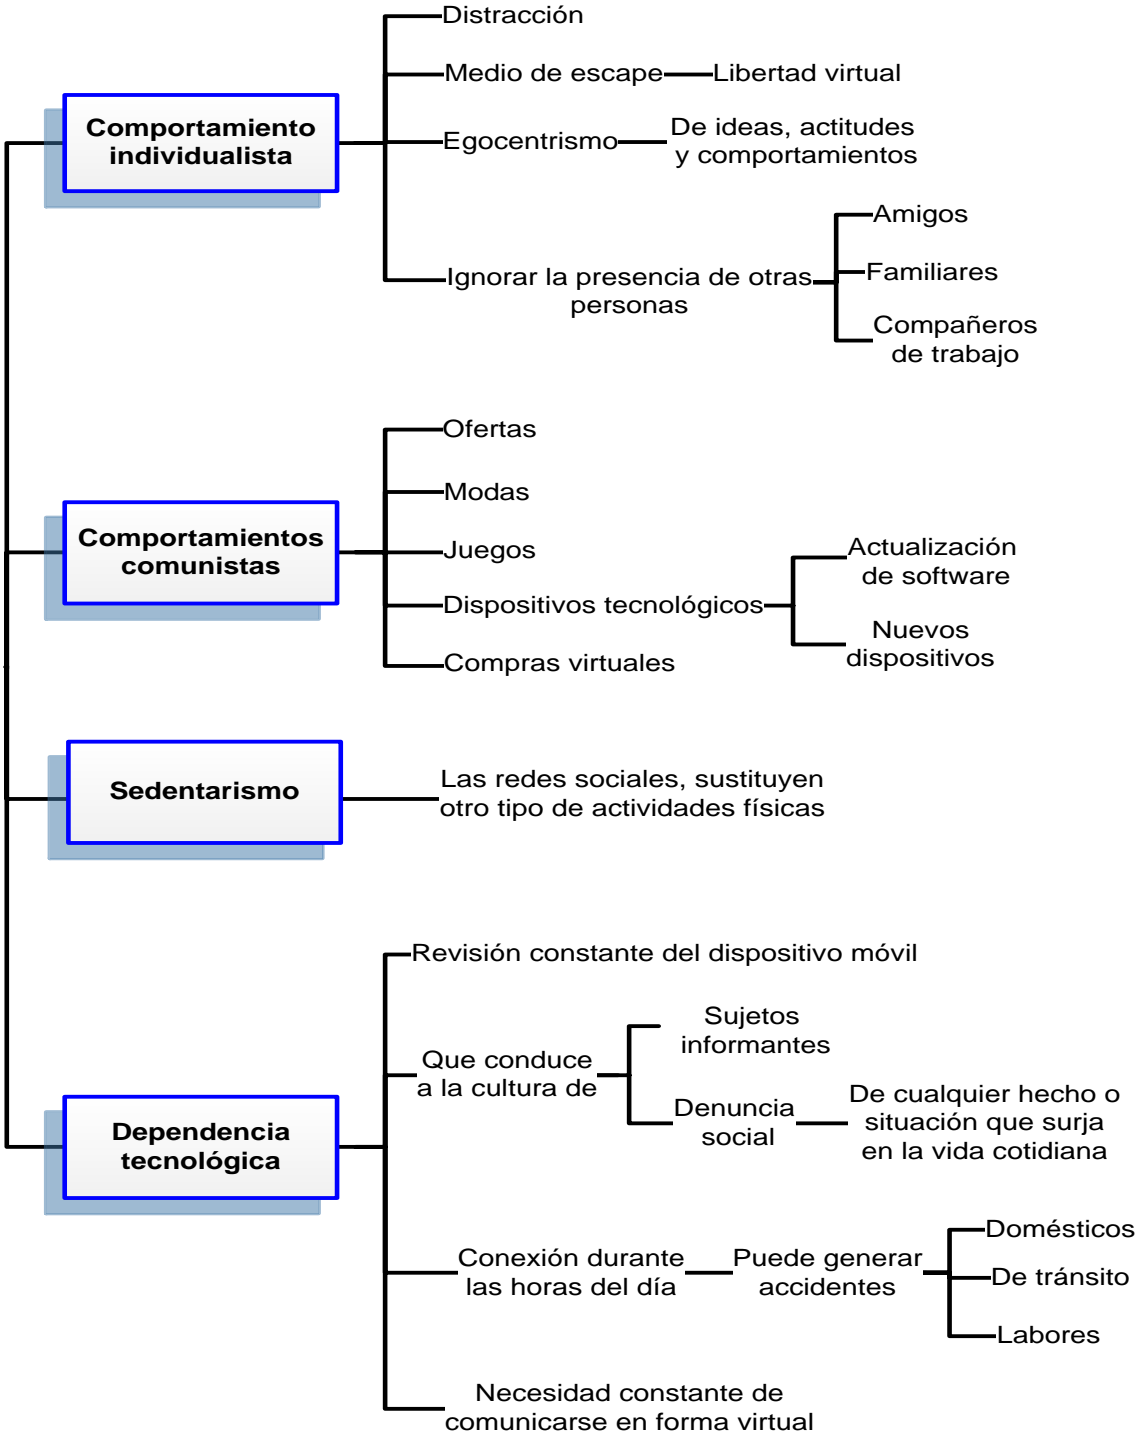 Comportamiento
individualista
Distracción
Medio de escape
Libertad virtual
Egocentrismo
De ideas, actitudes
y comportamientos
Ignorar la presencia de otras
personas
Amigos
Familiares
Compañeros
de trabajo
Comportamientos
comunistas
Ofertas
Modas
Juegos
Dispositivos tecnológicos
Actualización
de software
Nuevos
dispositivos
Compras virtuales
Sedentarismo
Las redes sociales, sustituyen
otro tipo de actividades físicas
Dependencia
tecnológica
Revisión constante del dispositivo móvil
Que conduce
a la cultura de
Sujetos
informantes
Denuncia
social
De cualquier hecho o
situación que surja
en la vida cotidiana
Conexión durante
las horas del día
Puede generar
accidentes
Domésticos
De tránsito
Labores
Necesidad constante de
comunicarse en forma virtual